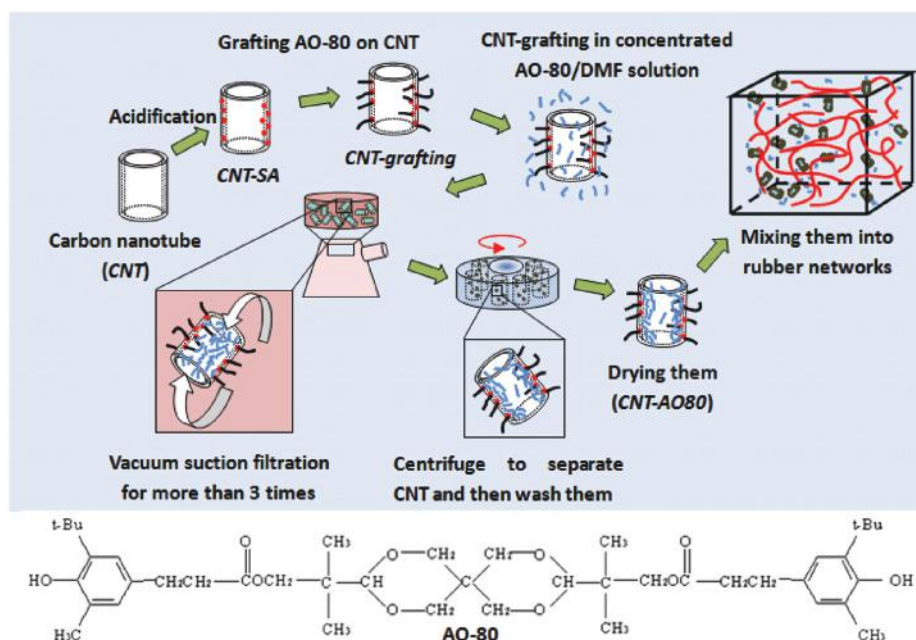 Grafting AO-80 on CNT
CNT-grafting in concentrated
AO-80/DMF solution
Acidification
CNT-SA
CNT-grafting
Carbon nanotube
(CNT)
Mixing them into
rubber networks
Drying them
(CNT-AO80)
Vacuum suction filtration
for more than 3 times
Centrifuge to separate
CNT and then wash them
t-Bu
HO
H₃C
CH₂CH₂
O
COCH₂
CH₃
CH₃
CH
O
O
CH₂
CH₂
CH₂
CH₂
O
O
CH
CH₃
CH₃
CH₂OC
O
CH₂CH₂
t-Bu
OH
CH₃
AO-80